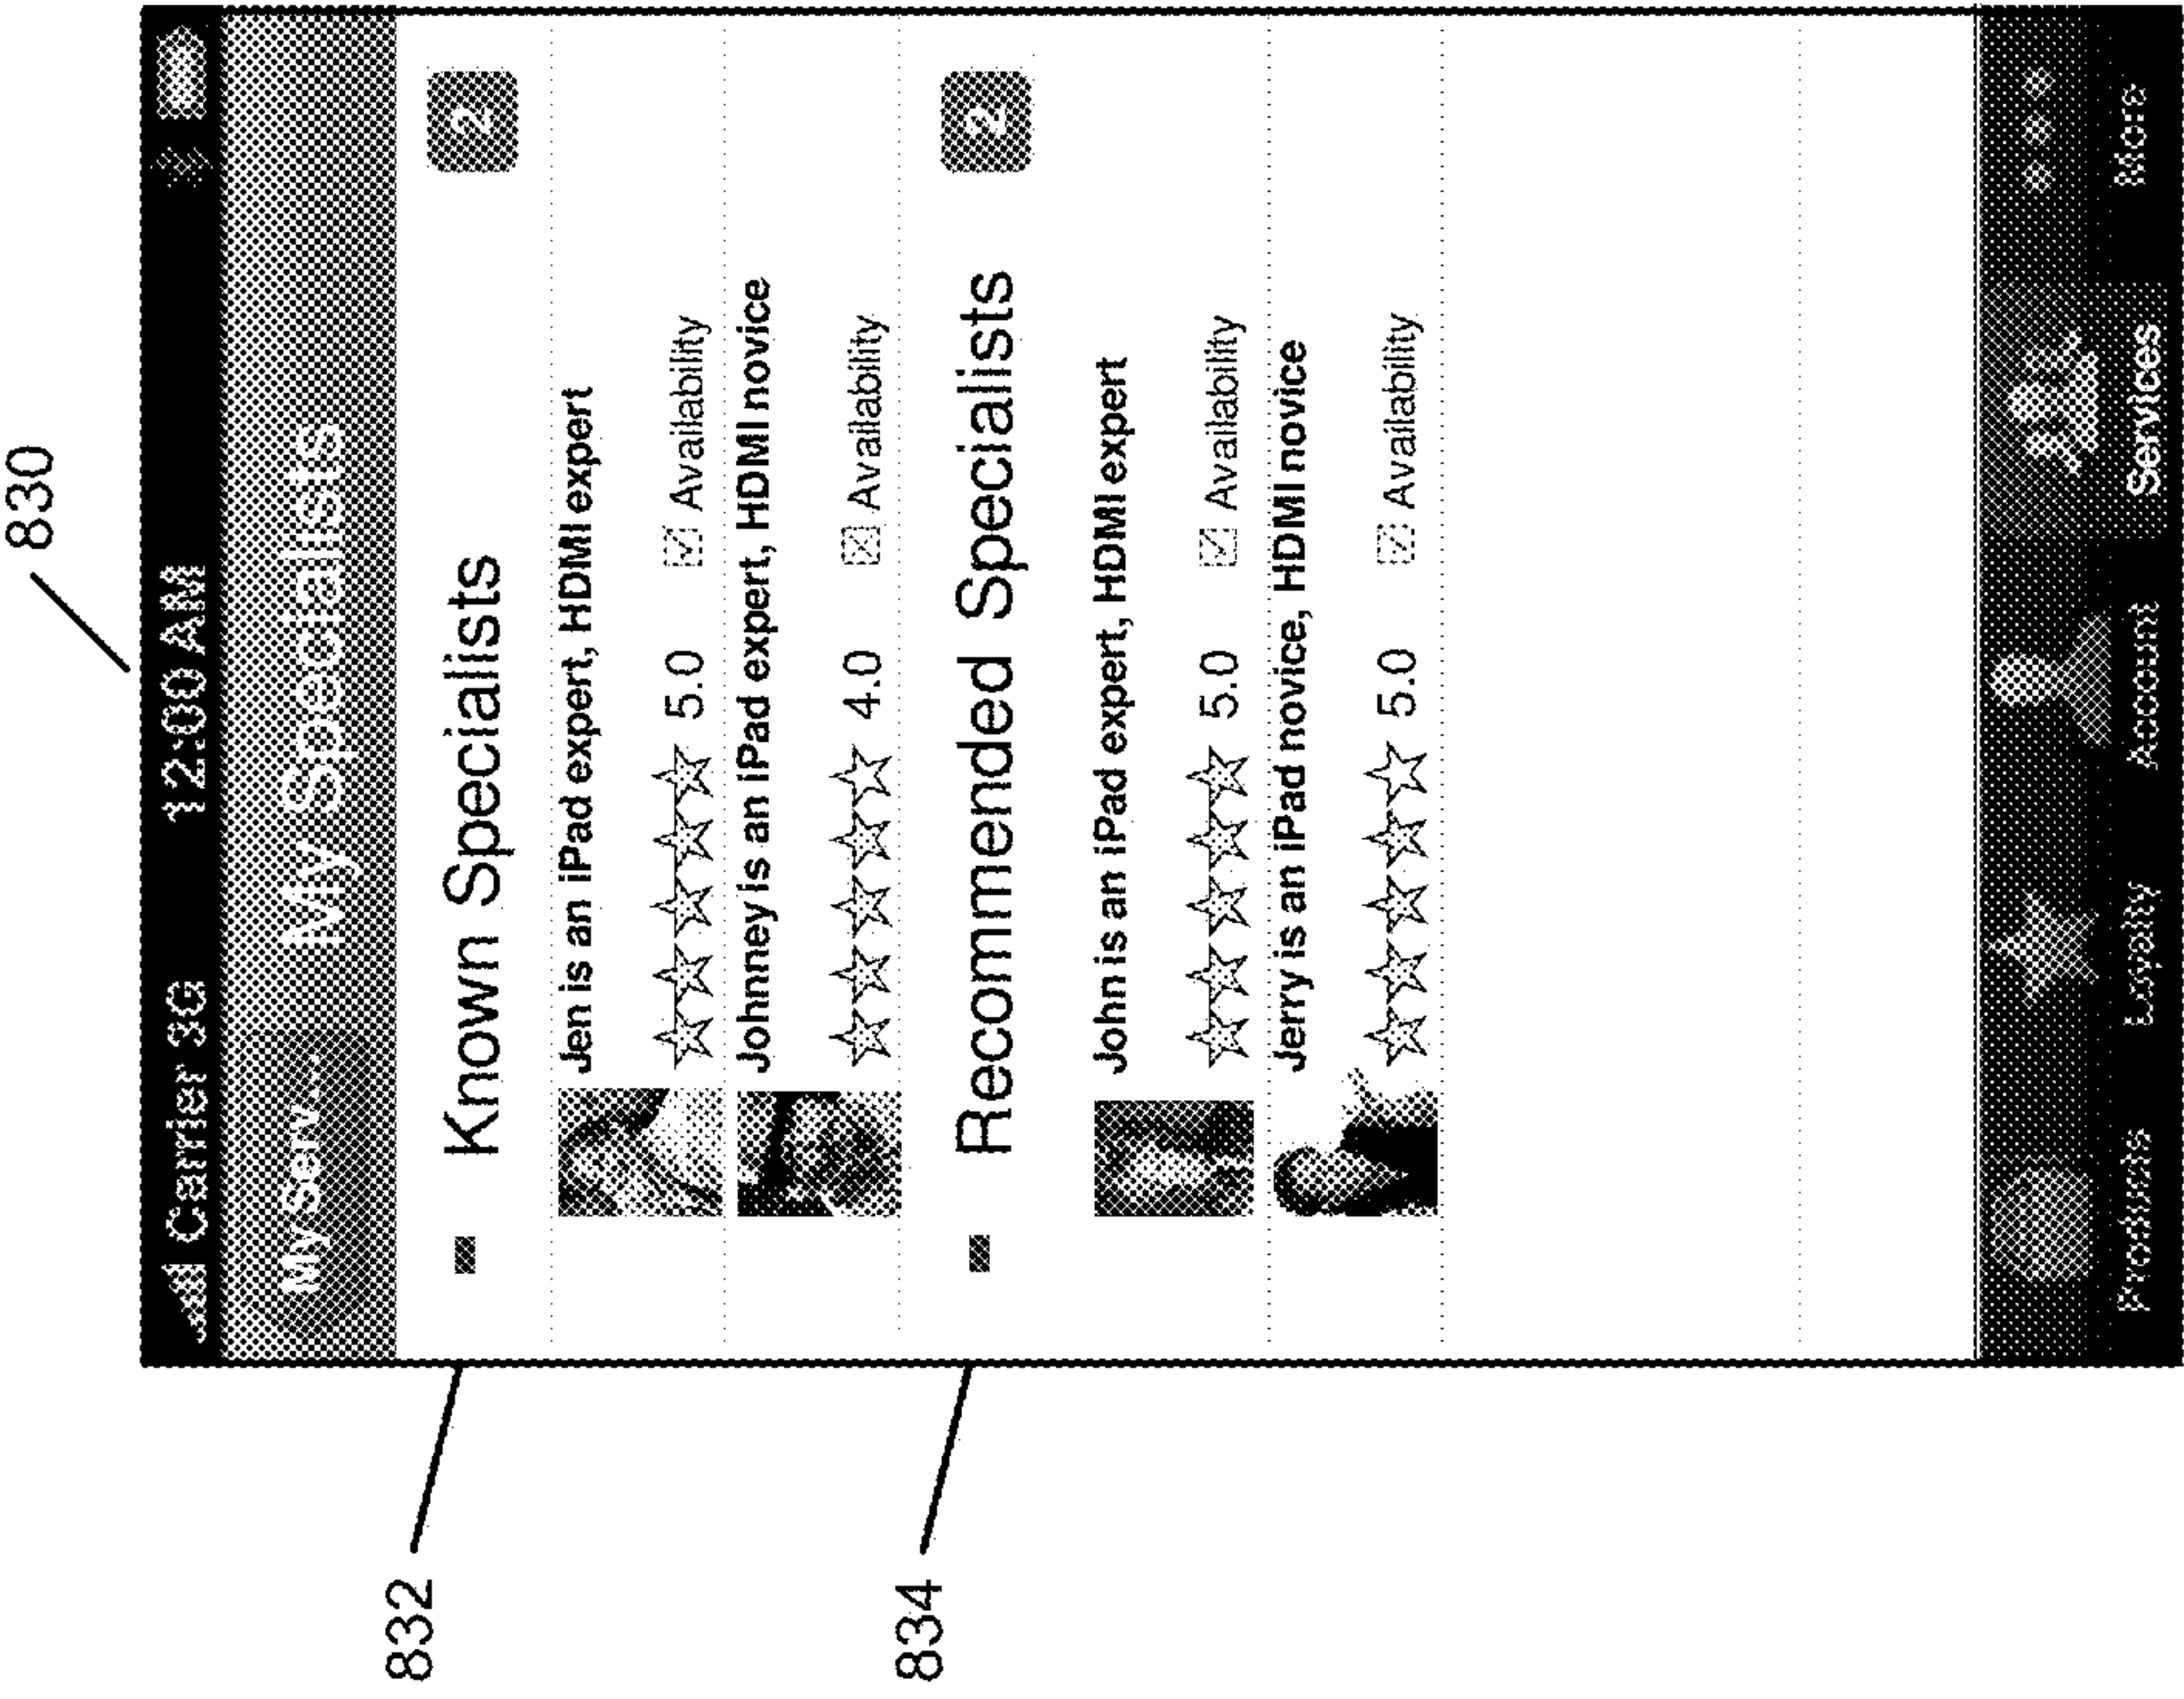 830
Carrier 3G 12:00 AM
My Serv... My Specialists
832
Known Specialists 2
Jen is an iPad expert, HDMI expert
5.0 Availability
Johnney is an iPad expert, HDMI novice
4.0 Availability
834
Recommended Specialists 2
John is an iPad expert, HDMI expert
5.0 Availability
Jerry is an iPad novice, HDMI novice
5.0 Availability
Products Loyalty Account Services More